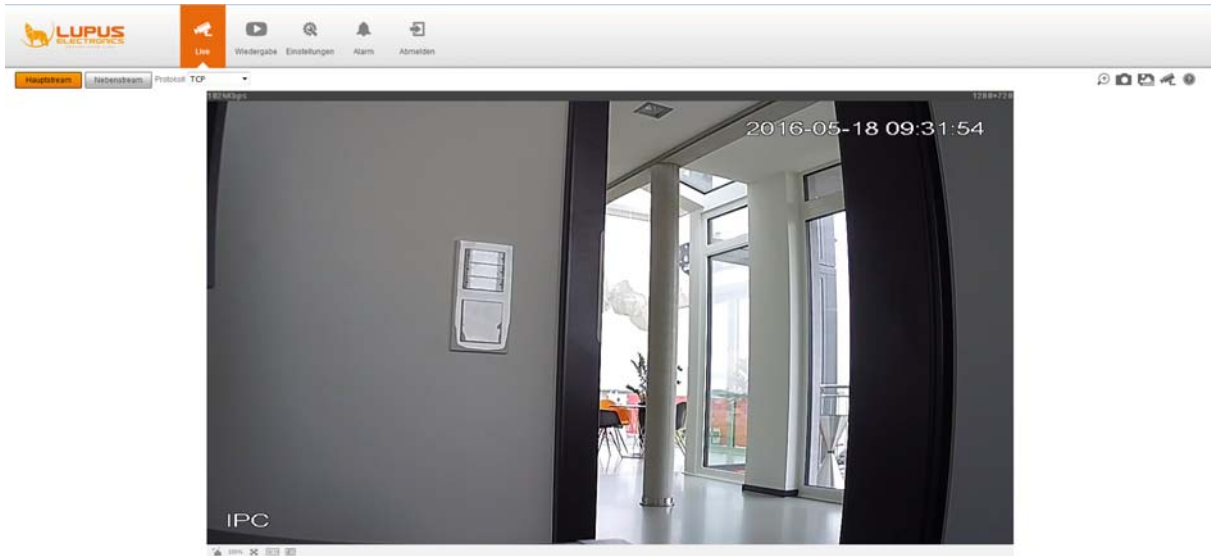 LUPUS
ELECTRONICS
Live
Wiedergabe
Einstellungen
Alarm
Abmelden
Hauptstream
Nebenstream
Protokoll TCP
1280*720
2016-05-18 09:31:54
IPC
100%